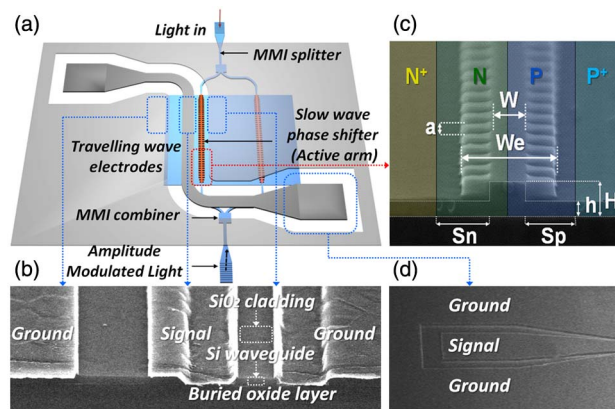 (a)
Light in
MMI splitter
Slow wave
phase shifter
(Active arm)
Travelling wave
electrodes
MMI combiner
Amplitude
Modulated Light
(b)
SiO₂ cladding
Ground
Signal
Ground
Si waveguide
Buried oxide layer
(c)
N⁺
N
P
P⁺
W
a
We
H
h
Sn
Sp
(d)
Ground
Signal
Ground